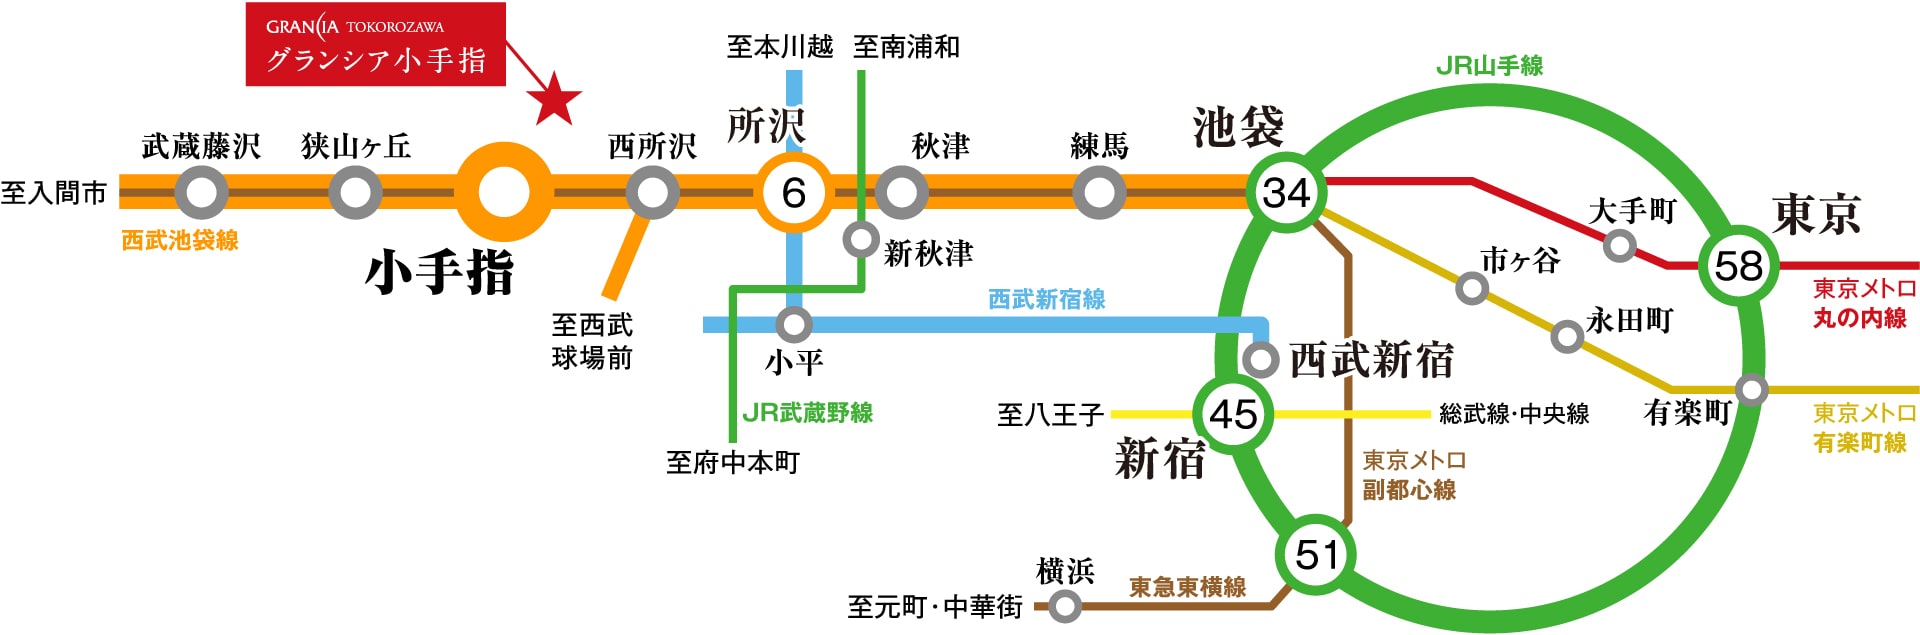 GRANCIA TOKOROZAWA
グランシア小手指
至本川越
至南浦和
JR山手線
武蔵藤沢
狭山ヶ丘
西所沢
所沢
秋津
練馬
池袋
至入間市
6
34
西武池袋線
小手指
新秋津
大手町
東京
58
市ヶ谷
東京メトロ
丸の内線
至西武
球場前
西武新宿線
永田町
小平
西武新宿
JR武蔵野線
至八王子
45
総武線・中央線
有楽町
東京メトロ
有楽町線
新宿
至府中本町
東京メトロ
副都心線
51
横浜
東急東横線
至元町・中華街